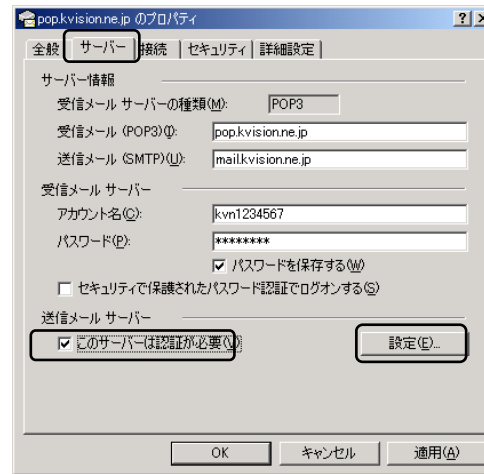 pop.kvision.ne.jp のプロパティ
全般 サーバー 接続 セキュリティ 詳細設定
サーバー情報
受信メール サーバーの種類(M): POP3
受信メール (POP3)(I): pop.kvision.ne.jp
送信メール (SMTP)(U): mail.kvision.ne.jp
受信メール サーバー
アカウント名(C): kvn1234567
パスワード(P): ********
パスワードを保存する(W)
セキュリティで保護されたパスワード認証でログオンする(S)
送信メール サーバー
このサーバーは認証が必要(V) 設定(E)...
OK キャンセル 適用(A)